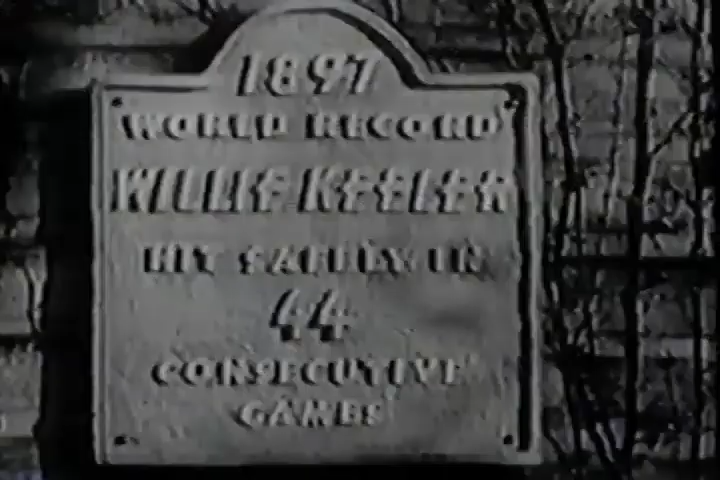 1897
WORLD RECORD
WILLIE KEELER
HIT SAFELY IN
44
CONSECUTIVE
GAMES